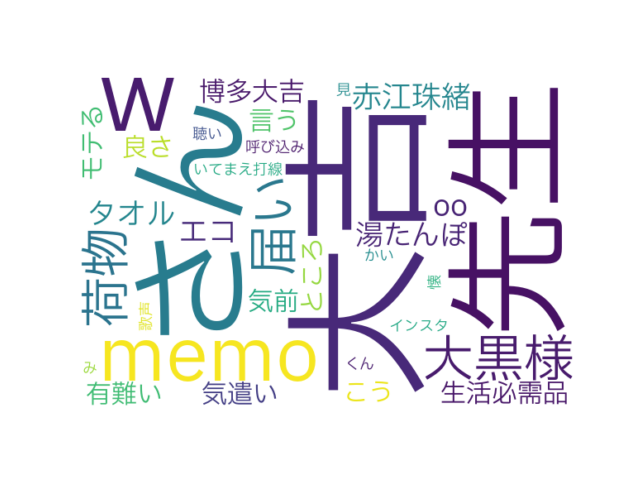 w
博多大吉
見
赤江珠緒
モテる
良さ
聴い
言う
呼び込み
いてまえ打線
さん
大吉
先生
タオル
エコ
届い
oo
湯たんぽ
かい
荷物
気前
ところ
懐
歌声
インスタ
memo
大黒様
み
有難い
気遣い
くん
こう
生活必需品